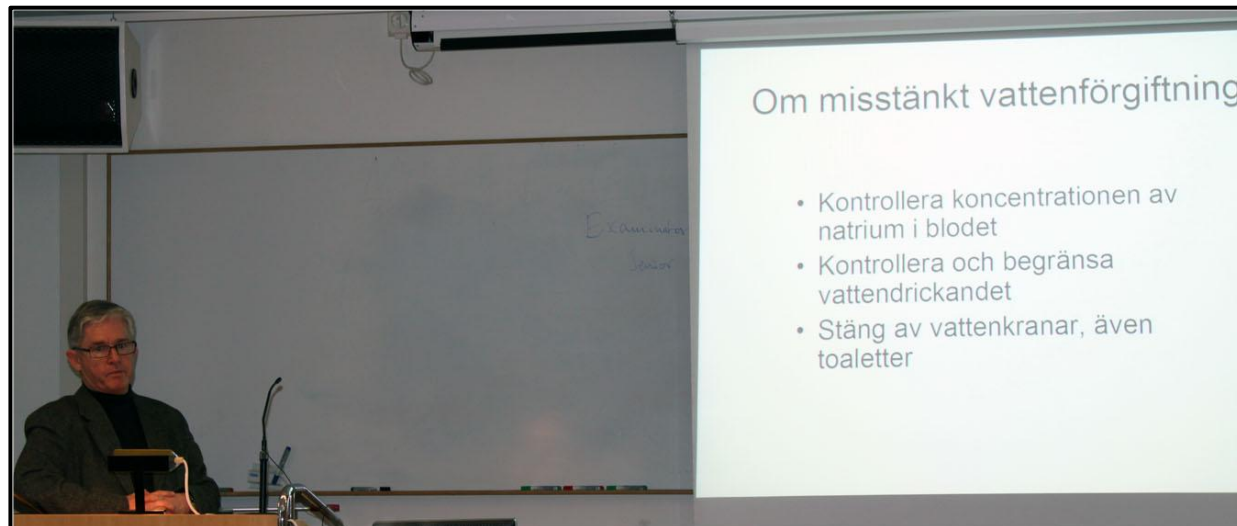 Om misstänkt vattenförgiftning
• Kontrollera koncentrationen av
natrium i blodet
• Kontrollera och begränsa
vattendrickandet
• Stäng av vattenkranar, även
toaletter